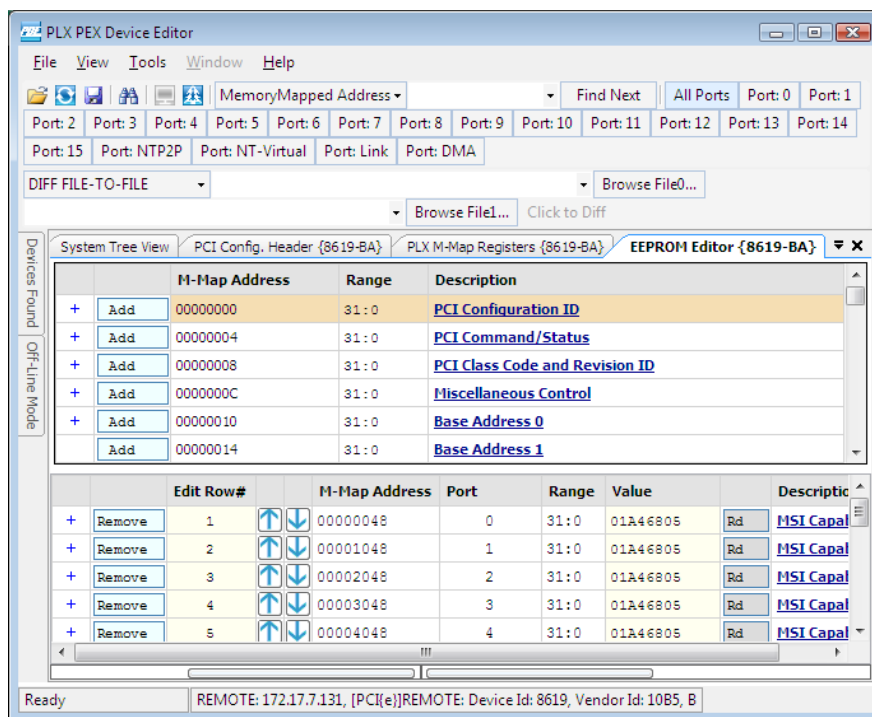 PLX PEX Device Editor
File View Tools Window Help
MemoryMapped Address Find Next All Ports Port: 0 Port: 1
Port: 2 Port: 3 Port: 4 Port: 5 Port: 6 Port: 7 Port: 8 Port: 9 Port: 10 Port: 11 Port: 12 Port: 13 Port: 14
Port: 15 Port: NTP2P Port: NT-Virtual Port: Link Port: DMA
DIFF FILE-TO-FILE Browse File0...
Browse File1... Click to Diff
Devices Found
Off-Line Mode
System Tree View PCI Config. Header {8619-BA} PLX M-Map Registers {8619-BA} EEPROM Editor {8619-BA}
M-Map Address Range Description
+ Add 00000000 31:0 PCI Configuration ID
+ Add 00000004 31:0 PCI Command/Status
+ Add 00000008 31:0 PCI Class Code and Revision ID
+ Add 0000000C 31:0 Miscellaneous Control
+ Add 00000010 31:0 Base Address 0
Add 00000014 31:0 Base Address 1
Edit Row# M-Map Address Port Range Value Descriptic
+ Remove 1 00000048 0 31:0 01A46805 Rd MSI Capal
+ Remove 2 00001048 1 31:0 01A46805 Rd MSI Capal
+ Remove 3 00002048 2 31:0 01A46805 Rd MSI Capal
+ Remove 4 00003048 3 31:0 01A46805 Rd MSI Capal
+ Remove 5 00004048 4 31:0 01A46805 Rd MSI Capal
Ready REMOTE: 172.17.7.131, [PCI{e}]REMOTE: Device Id: 8619, Vendor Id: 10B5, B